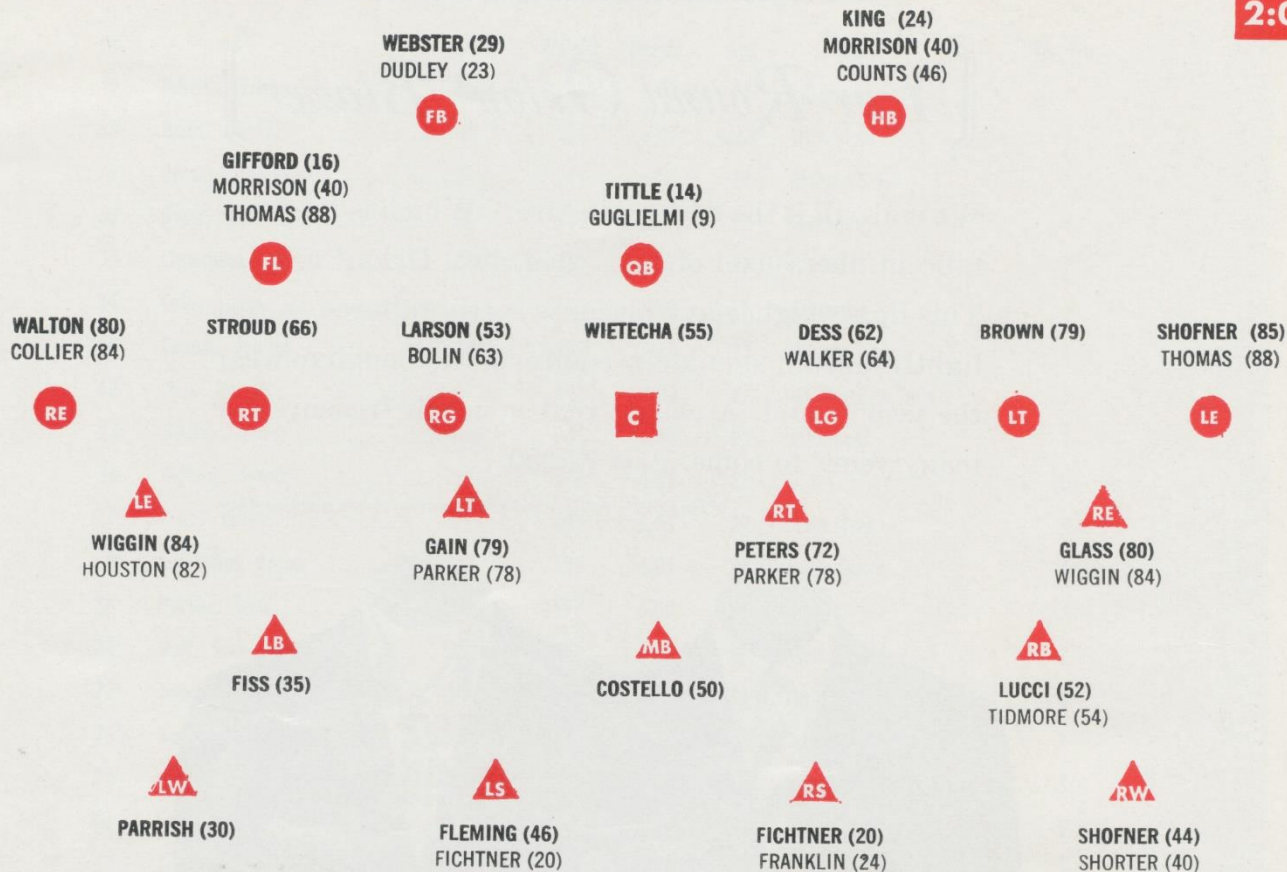 2:0
KING (24)
MORRISON (40)
COUNTS (46)
HB
WEBSTER (29)
DUDLEY (23)
FB
GIFFORD (16)
MORRISON (40)
THOMAS (88)
FL
TITTLE (14)
GUGLIELMI (9)
QB
WALTON (80)
COLLIER (84)
RE
STROUD (66)
RT
LARSON (53)
BOLIN (63)
RG
WIETECHA (55)
C
DESS (62)
WALKER (64)
LG
BROWN (79)
LT
SHOFNER (85)
THOMAS (88)
LE
LE
WIGGIN (84)
HOUSTON (82)
LT
GAIN (79)
PARKER (78)
RT
PETERS (72)
PARKER (78)
RE
GLASS (80)
WIGGIN (84)
LB
FISS (35)
MB
COSTELLO (50)
RB
LUCCI (52)
TIDMORE (54)
LW
PARRISH (30)
LS
FLEMING (46)
FICHTNER (20)
RS
FICHTNER (20)
FRANKLIN (24)
RW
SHOFNER (44)
SHORTER (40)